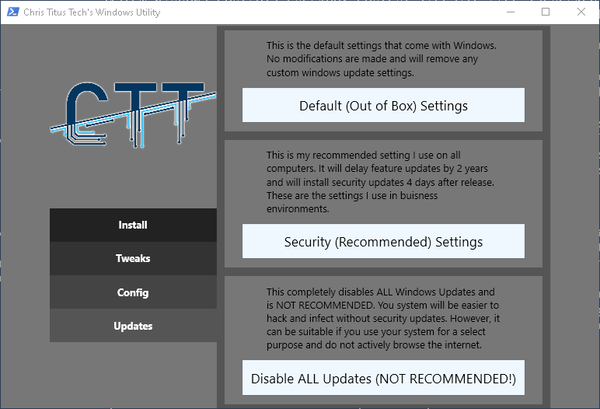 Chris Titus Tech's Windows Utility
CTT
Install
Tweaks
Config
Updates
This is the default settings that come with Windows.
No modifications are made and will remove any
custom windows update settings.
Default (Out of Box) Settings
This is my recommended setting I use on all
computers. It will delay feature updates by 2 years
and will install security updates 4 days after release.
These are the settings I use in buisness
environments.
Security (Recommended) Settings
This completely disables ALL Windows Updates and
is NOT RECOMMENDED. You system will be easier to
hack and infect without security updates. However, it
can be suitable if you use your system for a select
purpose and do not actively browse the internet.
Disable ALL Updates (NOT RECOMMENDED!)